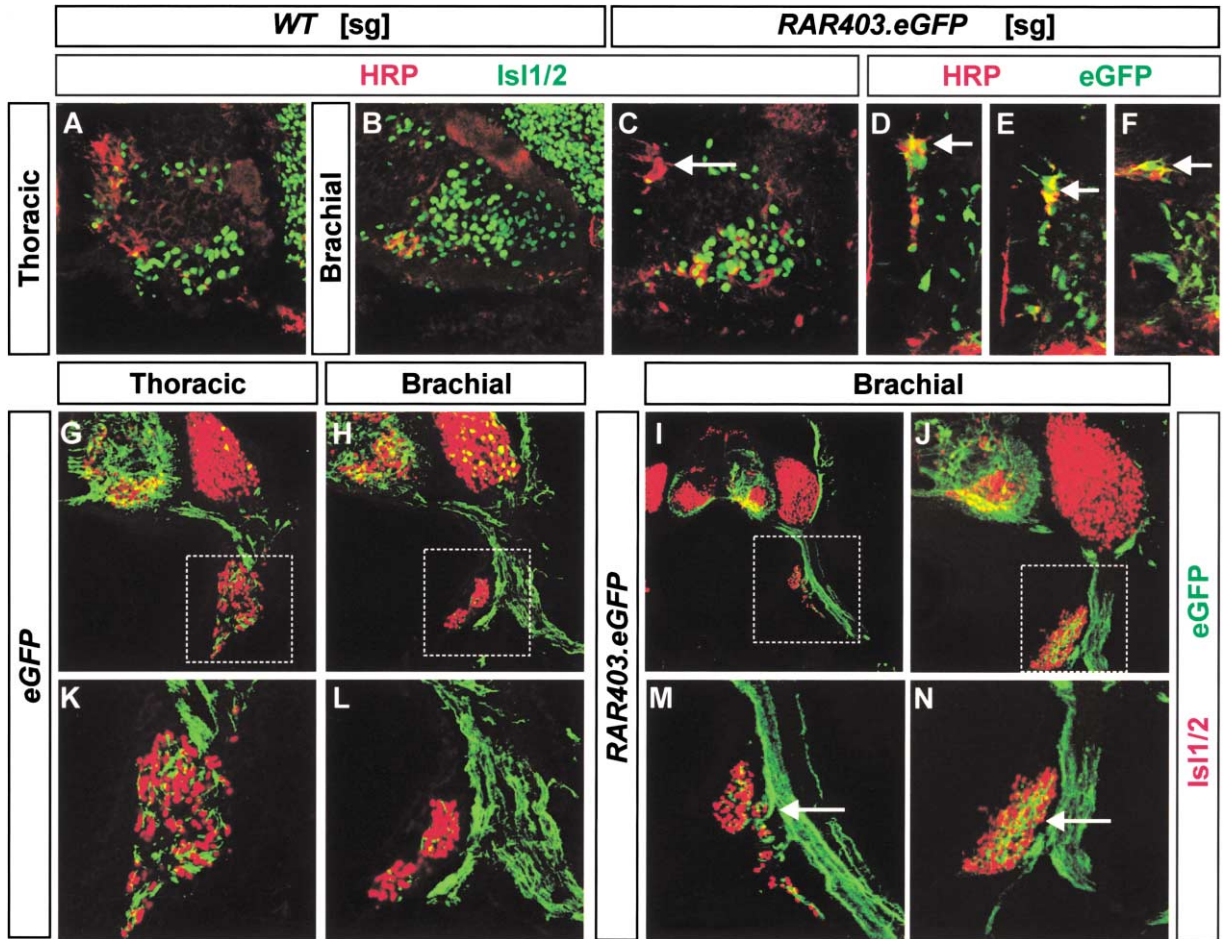 WT [sg]
RAR403.eGFP [sg]
HRP Isl1/2
HRP eGFP
Thoracic
A
Brachial
B
C
D
E
F
Thoracic
Brachial
Brachial
eGFP
G
H
RAR403.eGFP
I
J
K
L
M
N
Isl1/2 eGFP